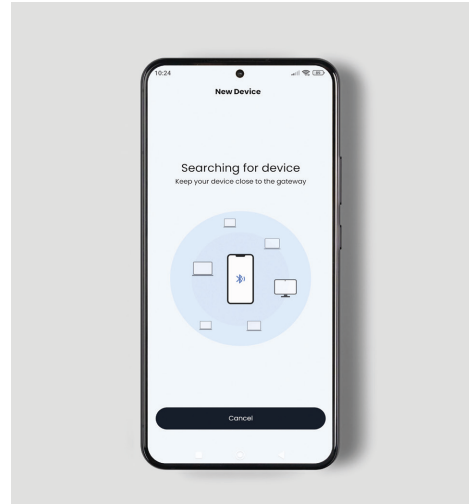 10:24
New Device
Searching for device
Keep your device close to the gateway
Cancel